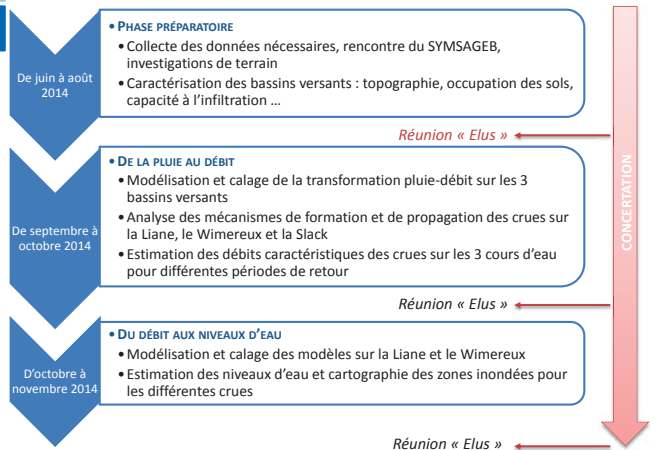 De juin à août
2014
• PHASE PRÉPARATOIRE
• Collecte des données nécessaires, rencontre du SYMSAGEB,
investigations de terrain
• Caractérisation des bassins versants : topographie, occupation des sols,
capacité à l’infiltration …
Réunion « Elus »
De septembre à
octobre 2014
• DE LA PLUIE AU DÉBIT
• Modélisation et calage de la transformation pluie-débit sur les 3
bassins versants
• Analyse des mécanismes de formation et de propagation des crues sur
la Liane, le Wimereux et la Slack
• Estimation des débits caractéristiques des crues sur les 3 cours d’eau
pour différentes périodes de retour
Réunion « Elus »
D’octobre à
novembre 2014
• DU DÉBIT AUX NIVEAUX D’EAU
• Modélisation et calage des modèles sur la Liane et le Wimereux
• Estimation des niveaux d’eau et cartographie des zones inondées pour
les différentes crues
Réunion « Elus »
CONCERTATION